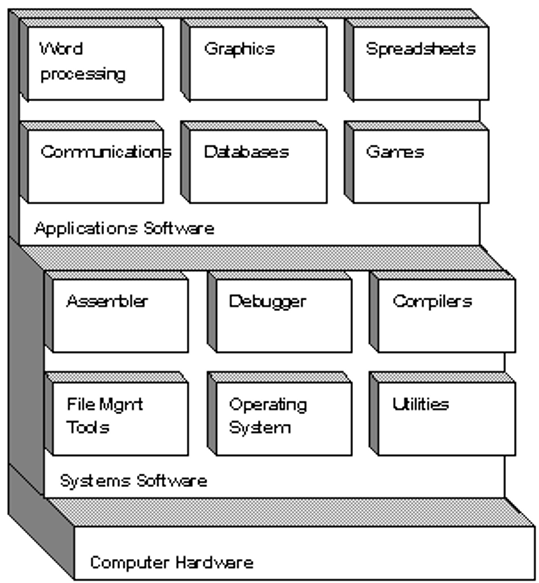 Word
processing
Graphics
Spreadsheets
Communications
Databases
Games
Applications Software
Assembler
Debugger
Compilers
File Mgmt
Tools
Operating
System
Utilities
Systems Software
Computer Hardware